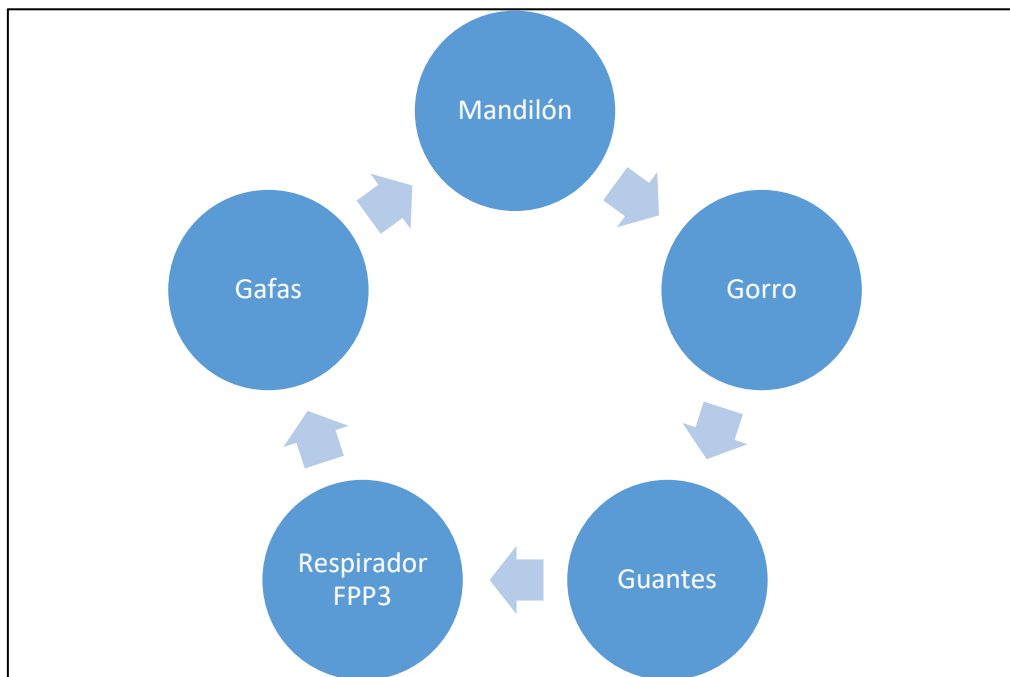 Mandilón
Gorro
Guantes
Respirador
FPP3
Gafas